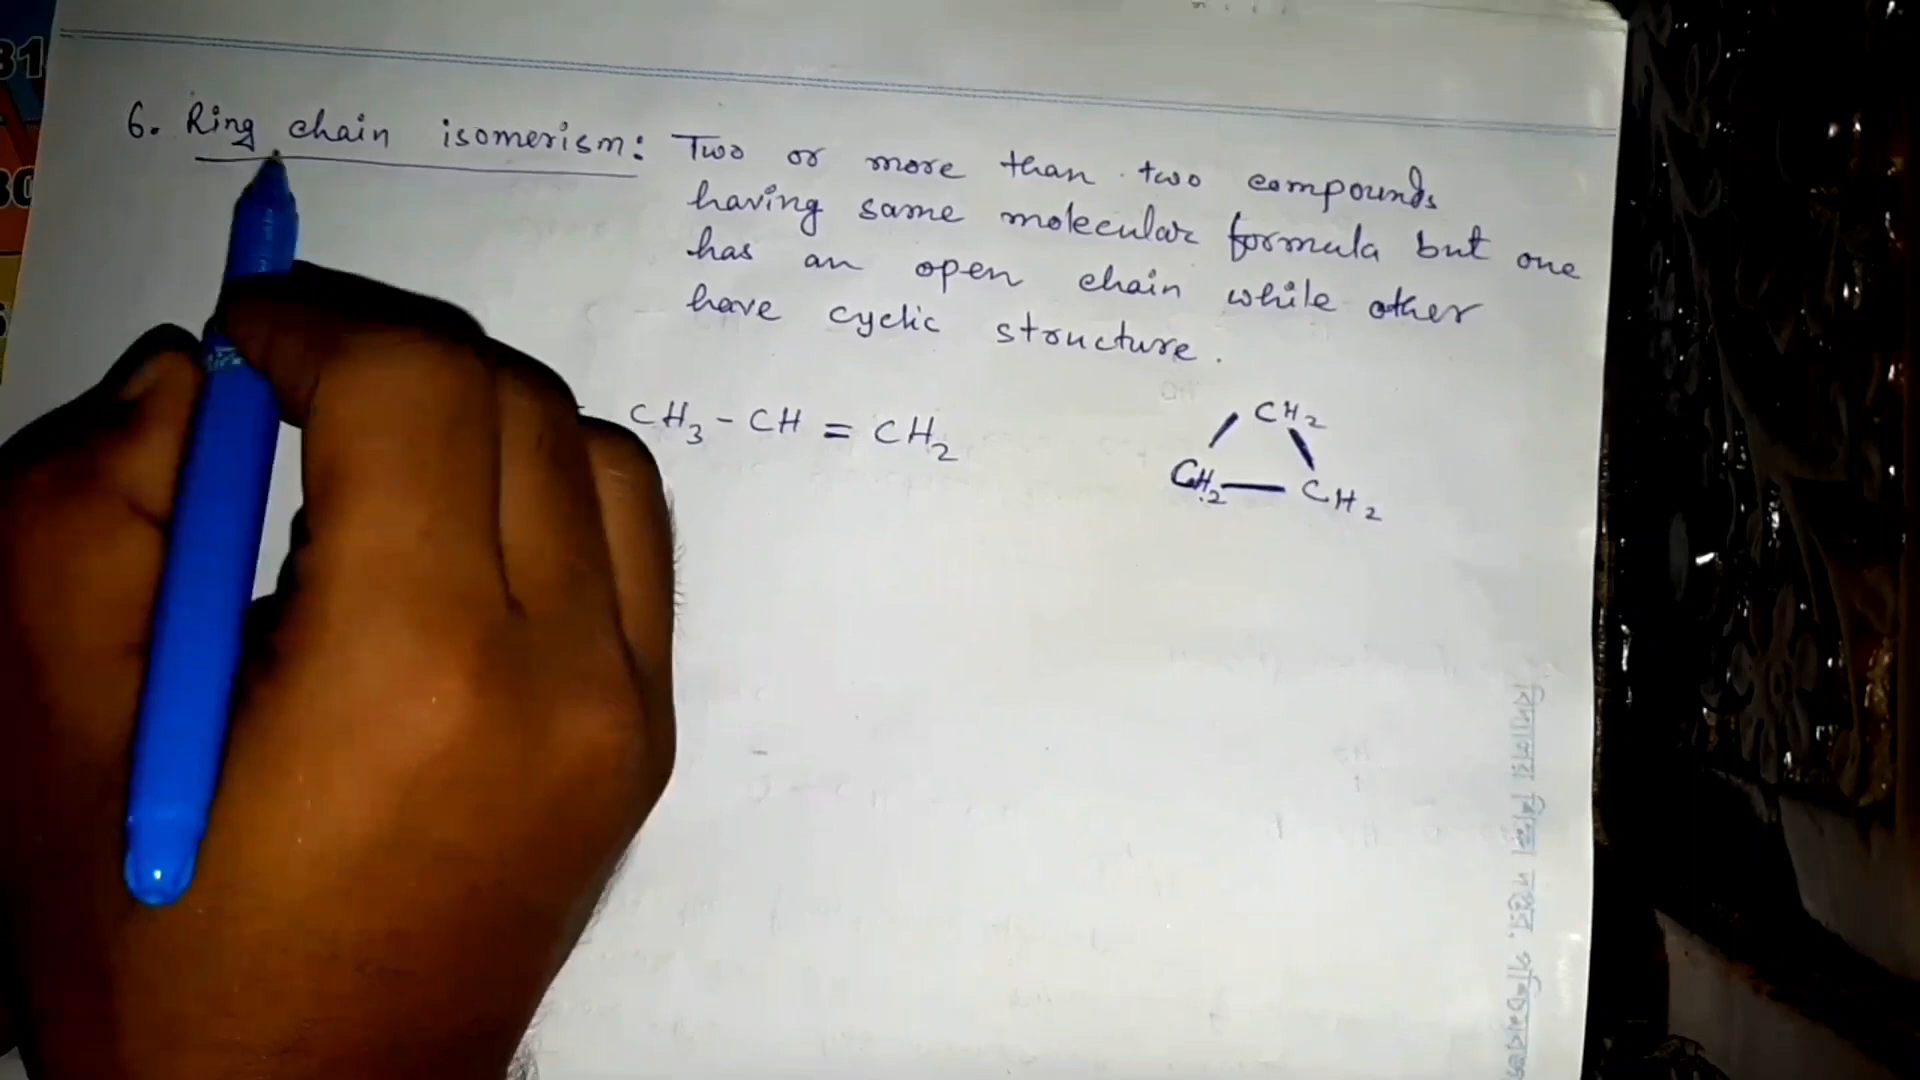 6. Ring chain isomerism: Two or more than two compounds
having same molecular formula but one
has an open chain while other
have cyclic structure.
CH₃ - CH = CH₂
CH₂
CH₂ — CH₂